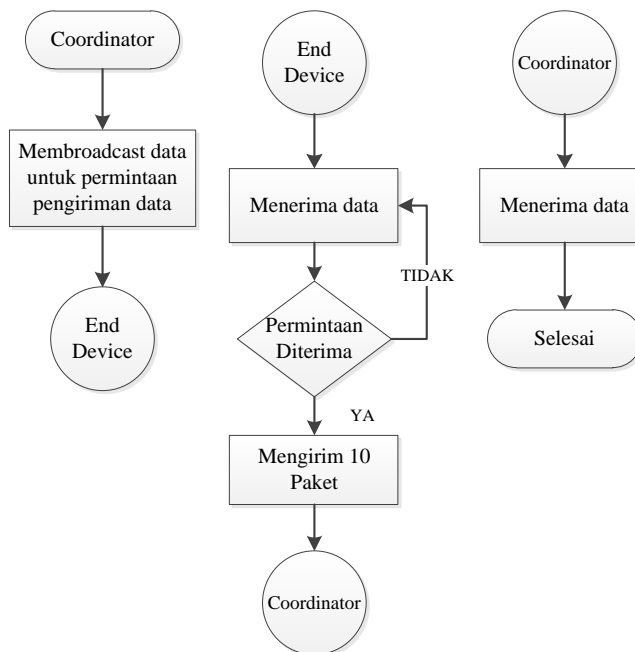 Coordinator
Membroadcast data
untuk permintaan
pengiriman data
End
Device
End
Device
Menerima data
TIDAK
Permintaan
Diterima
YA
Mengirim 10
Paket
Coordinator
Coordinator
Menerima data
Selesai